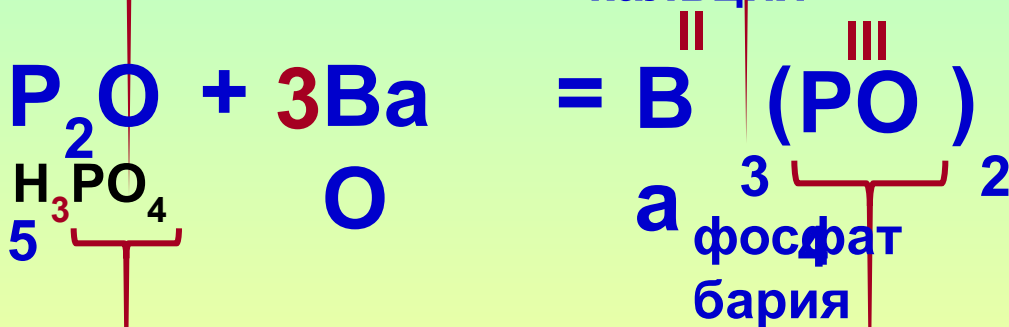 II III
P2O + 3Ba = B (PO )
H3PO4 3 2
5 O а 4
фосфат
бария